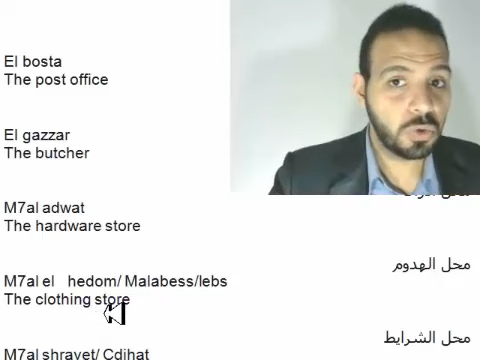 El bosta
The post office
El gazzar
The butcher
M7al adwat
The hardware store
M7al el hedom/ Malabess/lebs
محل الهدوم
The clothing store
محل الشرايط
M7al shrayet/ Cdihat